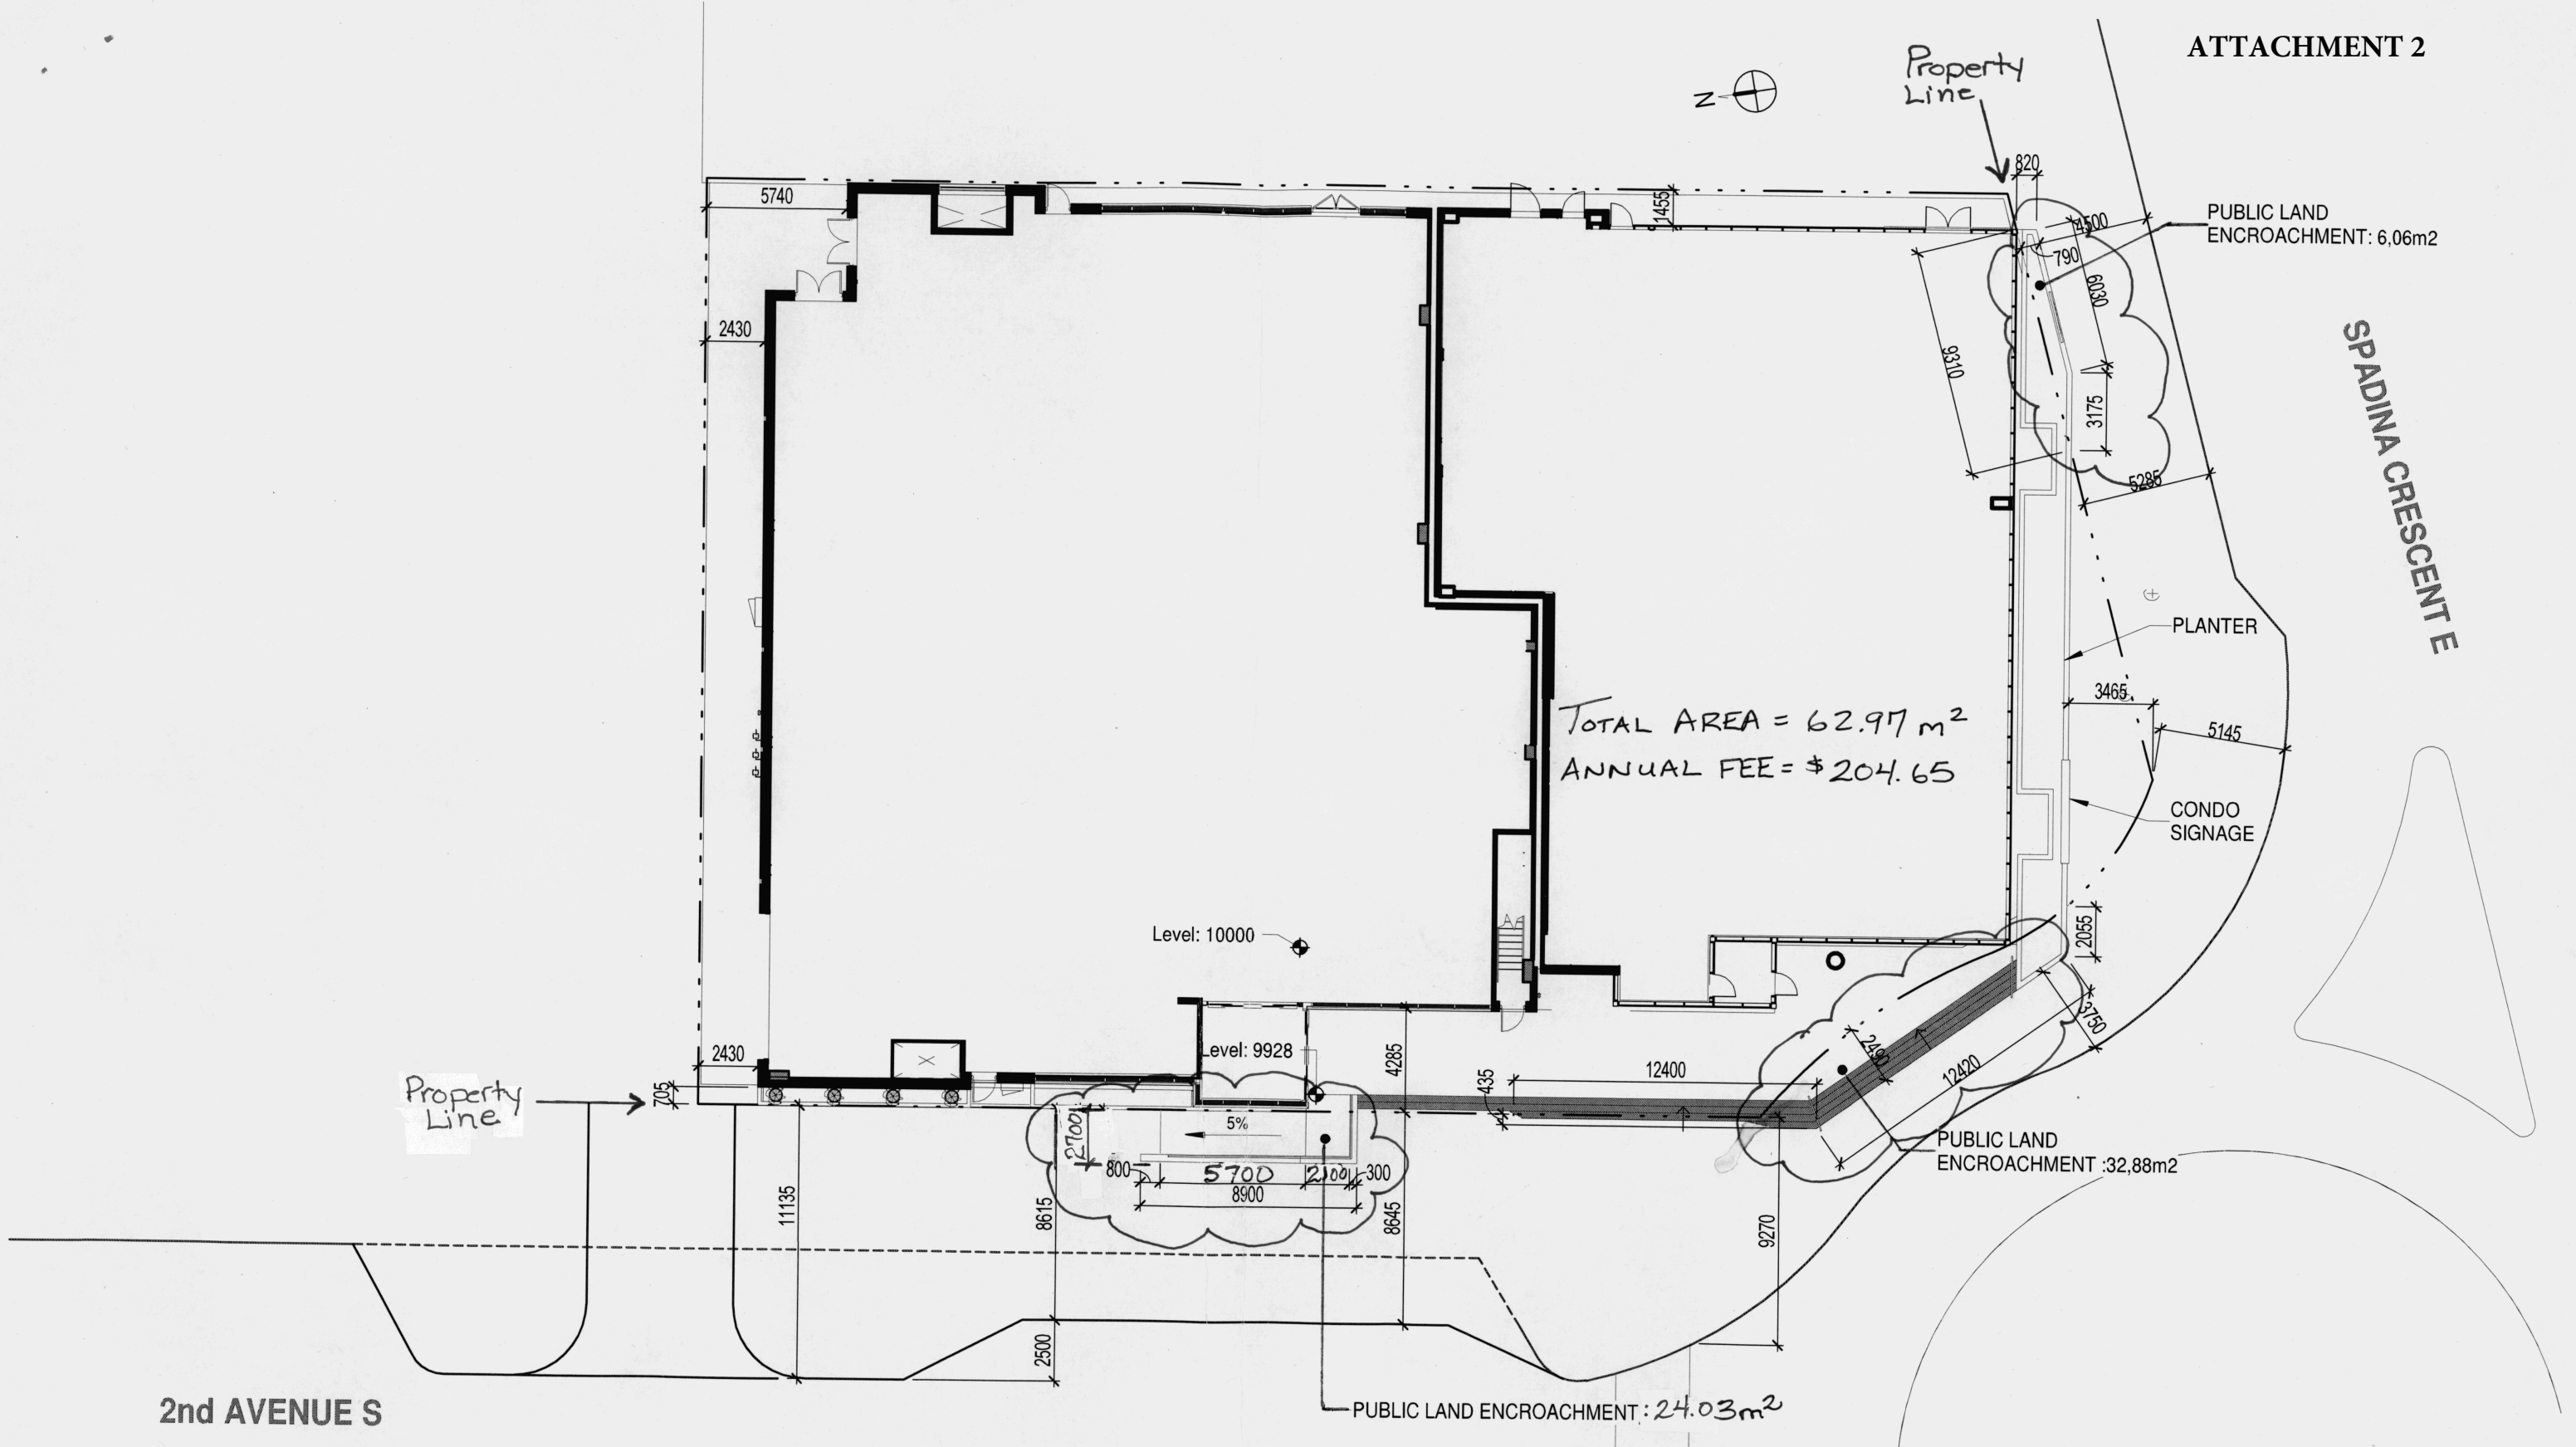 ATTACHMENT 2
Property
Line
N
820
5740
1455
4500
PUBLIC LAND
ENCROACHMENT: 6,06m2
790
6030
2430
9310
3175
5285
SPADINA CRESCENT E
PLANTER
3465
TOTAL AREA = 62.97 m²
ANNUAL FEE = $ 204.65
5145
CONDO
SIGNAGE
Level: 10000
2055
3750
2430
Level: 9928
4285
2490
12420
12400
435
705
Property
Line
5%
2700
PUBLIC LAND
ENCROACHMENT :32,88m2
800
5700
2100
300
8900
11135
8615
8645
9270
2500
2nd AVENUE S
PUBLIC LAND ENCROACHMENT : 24.03m²